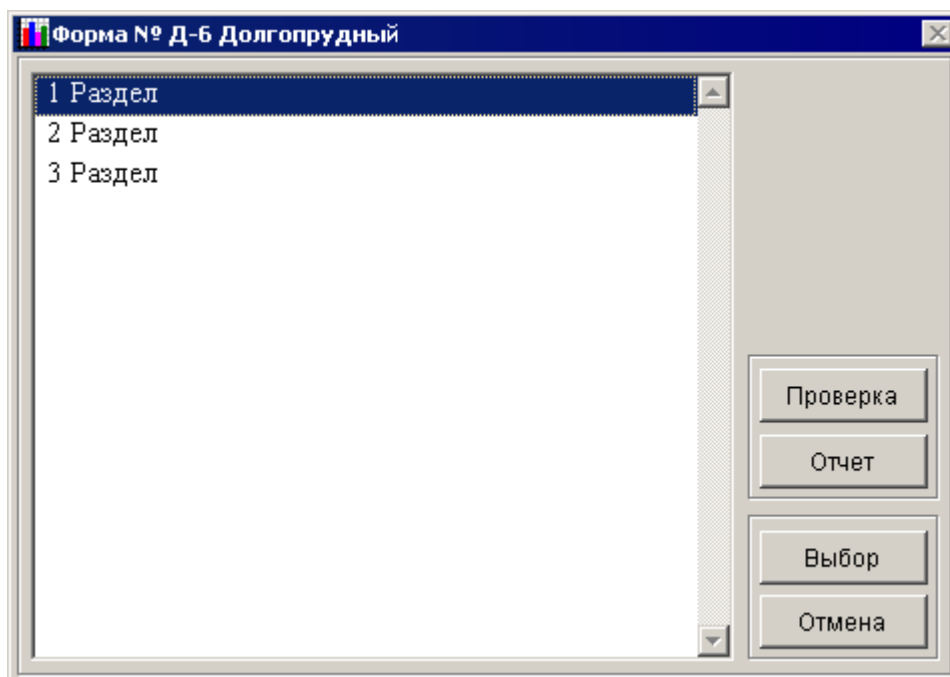 Форма № Д-6 Долгопрудный
1 Раздел
2 Раздел
3 Раздел
Проверка
Отчет
Выбор
Отмена